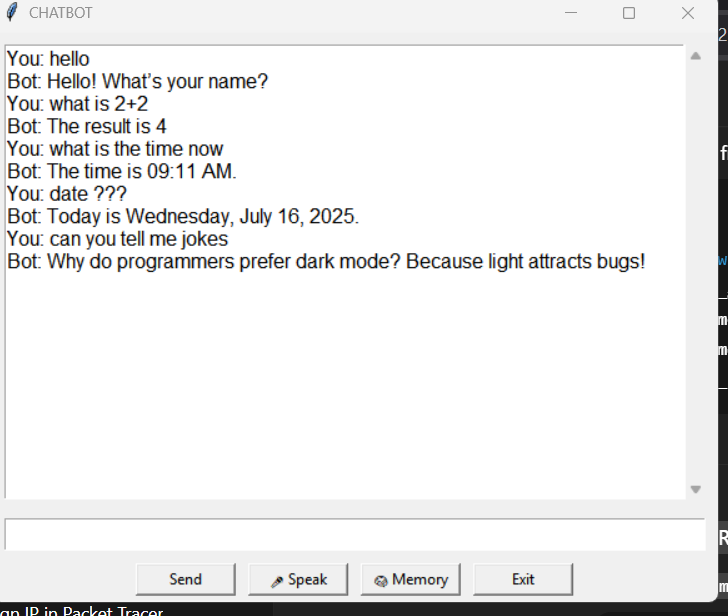 CHATBOT
You: hello
Bot: Hello! What's your name?
You: what is 2+2
Bot: The result is 4
You: what is the time now
Bot: The time is 09:11 AM.
You: date ???
Bot: Today is Wednesday, July 16, 2025.
You: can you tell me jokes
Bot: Why do programmers prefer dark mode? Because light attracts bugs!
Send
Speak
Memory
Exit
IP in Packet Tracer